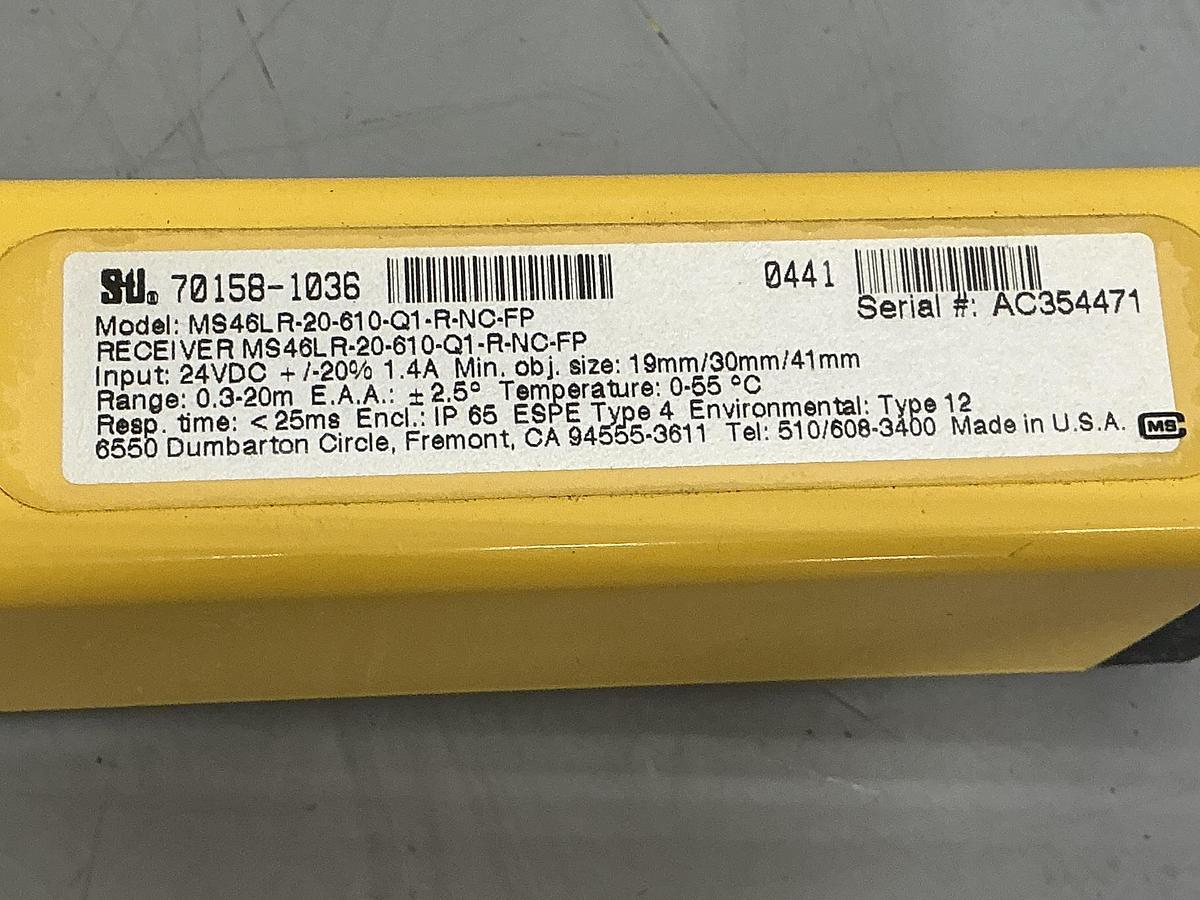 STI® 70158-1036 0441
Serial #: AC354471
Model: MS46LR-20-610-Q1-R-NC-FP
RECEIVER MS46LR-20-610-Q1-R-NC-FP
Input: 24VDC +/-20% 1.4A Min. obj. size: 19mm/30mm/41mm
Range: 0.3-20m E.A.A.: ± 2.5° Temperature: 0-55 °C
Resp. time: < 25ms Encl.: IP 65 ESPE Type 4 Environmental: Type 12
6550 Dumbarton Circle, Fremont, CA 94555-3611 Tel: 510/608-3400 Made in U.S.A. MS